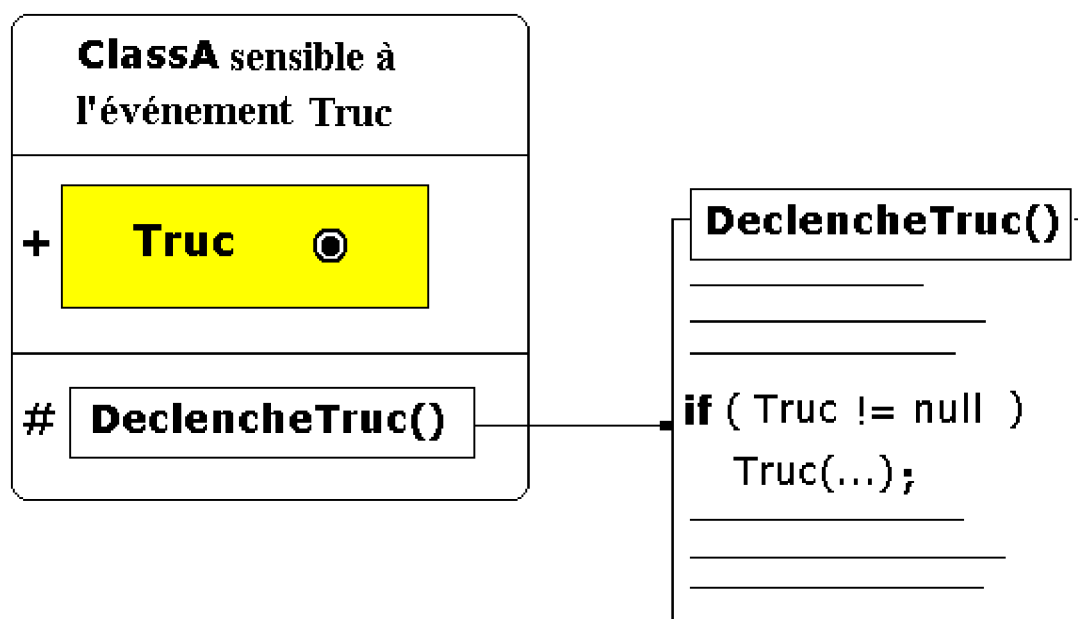 ClassA sensible à
l'événement Truc
+ Truc
# DeclencheTruc()
DeclencheTruc()
if ( Truc != null )
Truc(...);